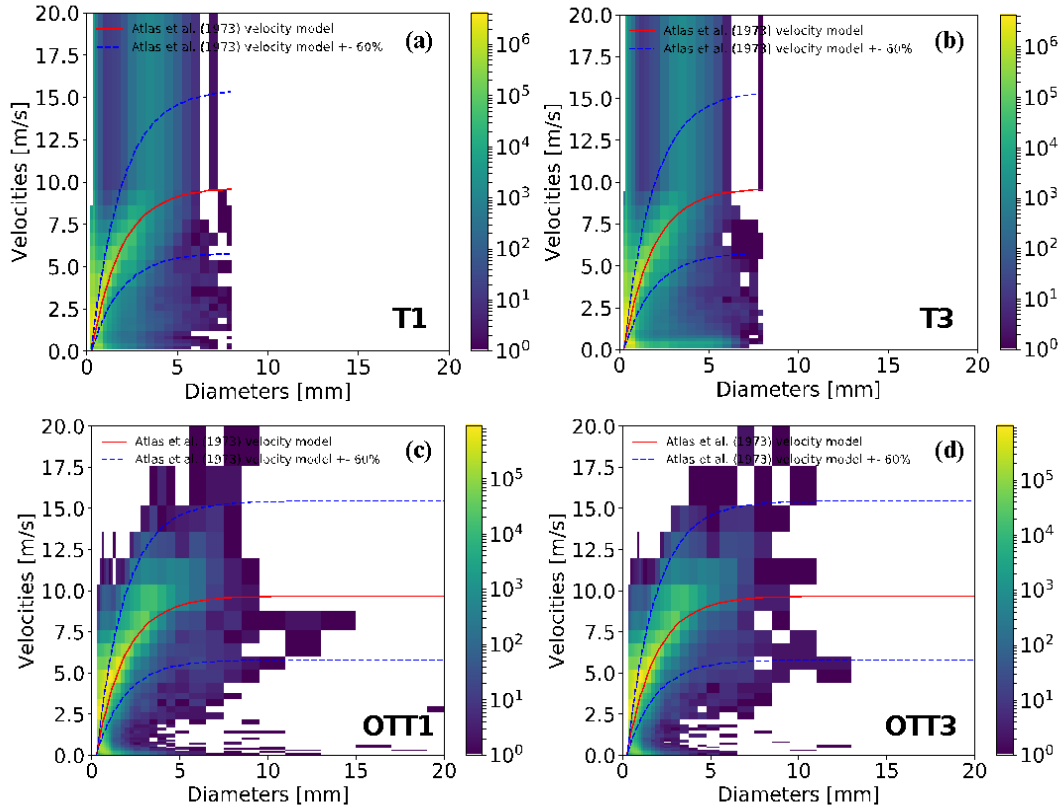 Atlas et al. (1973) velocity model
Atlas et al. (1973) velocity model +- 60%
(a)
T1
Velocities [m/s]
20.0
17.5
15.0
12.5
10.0
7.5
5.0
2.5
0.0
0 5 10 15 20
Diameters [mm]
10^6
10^5
10^4
10^3
10^2
10^1
10^0
Atlas et al. (1973) velocity model
Atlas et al. (1973) velocity model +- 60%
(b)
T3
Velocities [m/s]
20.0
17.5
15.0
12.5
10.0
7.5
5.0
2.5
0.0
0 5 10 15 20
Diameters [mm]
10^6
10^5
10^4
10^3
10^2
10^1
10^0
Atlas et al. (1973) velocity model
Atlas et al. (1973) velocity model +- 60%
(c)
OTT1
Velocities [m/s]
20.0
17.5
15.0
12.5
10.0
7.5
5.0
2.5
0.0
0 5 10 15 20
Diameters [mm]
10^5
10^4
10^3
10^2
10^1
10^0
Atlas et al. (1973) velocity model
Atlas et al. (1973) velocity model +- 60%
(d)
OTT3
Velocities [m/s]
20.0
17.5
15.0
12.5
10.0
7.5
5.0
2.5
0.0
0 5 10 15 20
Diameters [mm]
10^5
10^4
10^3
10^2
10^1
10^0